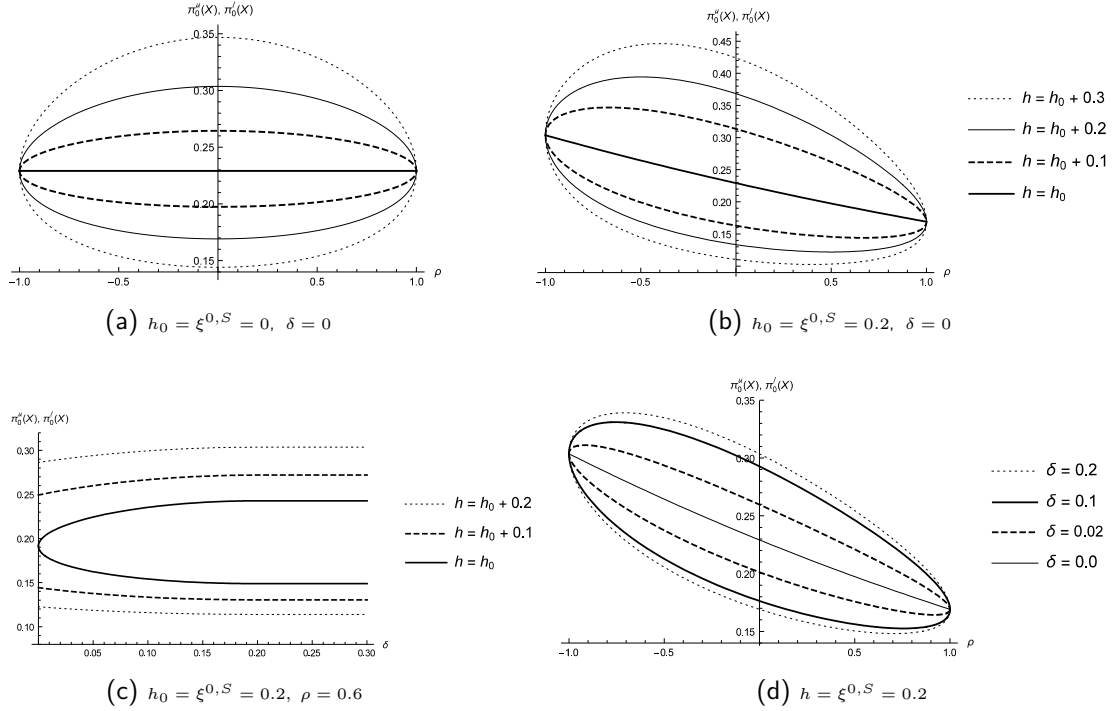 π₀ᵘ(X), π₀ˡ(X)
0.35
0.30
0.25
0.20
0.15
-1.0 -0.5 0.5 1.0 ρ
(a) h₀ = ξ⁰,ˢ = 0, δ = 0
π₀ᵘ(X), π₀ˡ(X)
0.45
0.40
0.35
0.30
0.25
0.20
0.15
-1.0 -0.5 0.5 1.0 ρ
h = h₀ + 0.3
h = h₀ + 0.2
h = h₀ + 0.1
h = h₀
(b) h₀ = ξ⁰,ˢ = 0.2, δ = 0
π₀ᵘ(X), π₀ˡ(X)
0.30
0.25
0.20
0.15
0.10
0.05 0.10 0.15 0.20 0.25 0.30 δ
h = h₀ + 0.2
h = h₀ + 0.1
h = h₀
(c) h₀ = ξ⁰,ˢ = 0.2, ρ = 0.6
π₀ᵘ(X), π₀ˡ(X)
0.35
0.30
0.25
0.20
0.15
-1.0 -0.5 0.5 1.0 ρ
δ = 0.2
δ = 0.1
δ = 0.02
δ = 0.0
(d) h = ξ⁰,ˢ = 0.2